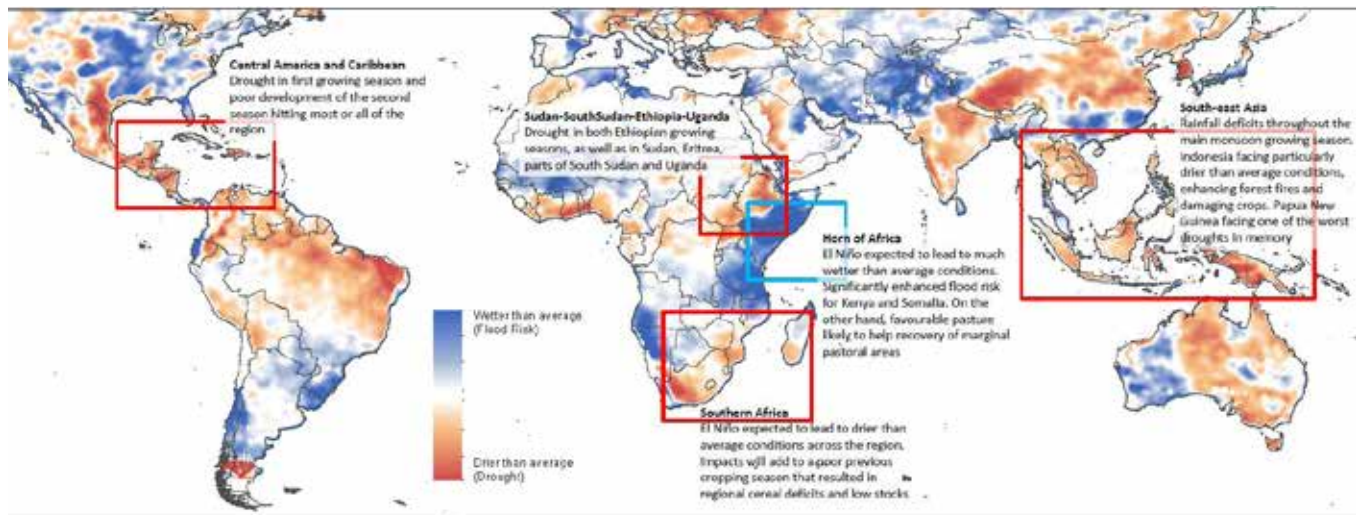 Central America and Caribbean
Drought in first growing season and
poor development of the second
season hitting most or all of the
region
Sudan-SouthSudan-Ethiopia-Uganda
Drought in both Ethiopian growing
seasons, as well as in Sudan, Eritrea,
parts of South Sudan and Uganda
South-east Asia
Rainfall deficits throughout the
main monsoon growing season.
Indonesia facing particularly
drier than average conditions,
enhancing forest fires and
damaging crops. Papua New
Guinea facing one of the worst
droughts in memory
Horn of Africa
El Niño expected to lead to much
wetter than average conditions.
Significantly enhanced flood risk
for Kenya and Somalia. On the
other hand, favourable pasture
likely to help recovery of marginal
pastoral areas
Wetter than average
(Flood Risk)
Drier than average
(Drought)
Southern Africa
El Niño expected to lead to drier than
average conditions across the region.
Impacts will add to a poor previous
cropping season that resulted in
regional cereal deficits and low stocks